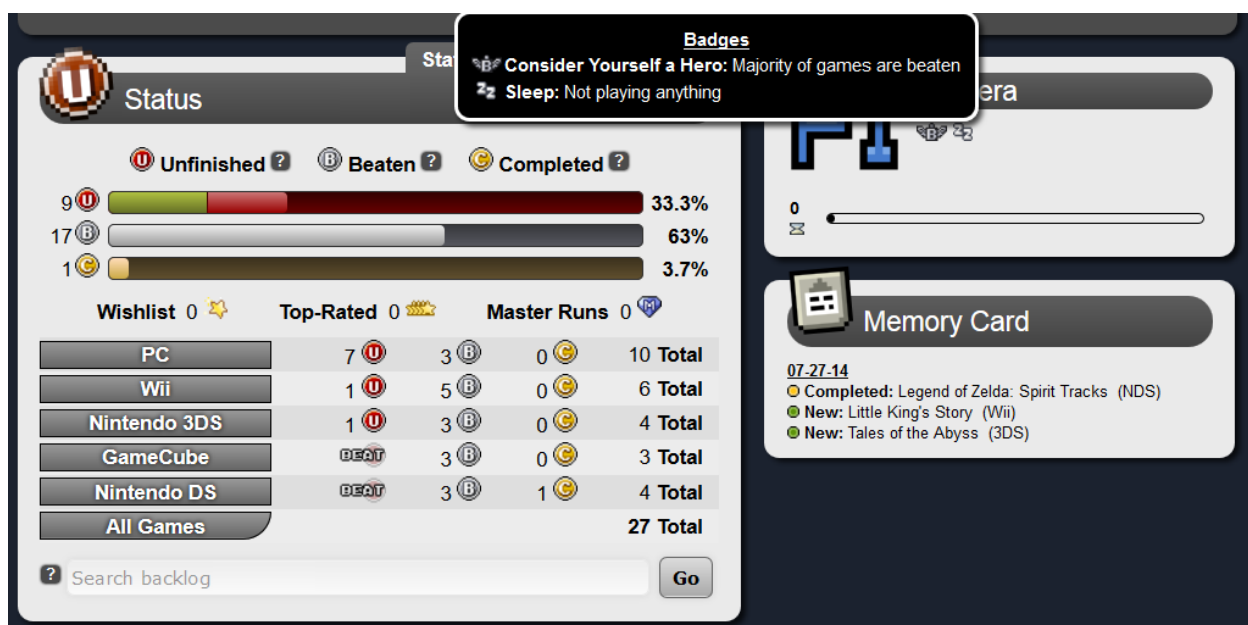 Badges
Consider Yourself a Hero: Majority of games are beaten
Sleep: Not playing anything
Status
Unfinished ? Beaten ? Completed ?
9 U 33.3%
17 B 63%
1 C 3.7%
Wishlist 0 Top-Rated 0 Master Runs 0 M
PC 7 U 3 B 0 C 10 Total
Wii 1 U 5 B 0 C 6 Total
Nintendo 3DS 1 U 3 B 0 C 4 Total
GameCube BEAT 3 B 0 C 3 Total
Nintendo DS BEAT 3 B 1 C 4 Total
All Games 27 Total
? Search backlog Go
era
0
Memory Card
07-27-14
Completed: Legend of Zelda: Spirit Tracks (NDS)
New: Little King's Story (Wii)
New: Tales of the Abyss (3DS)